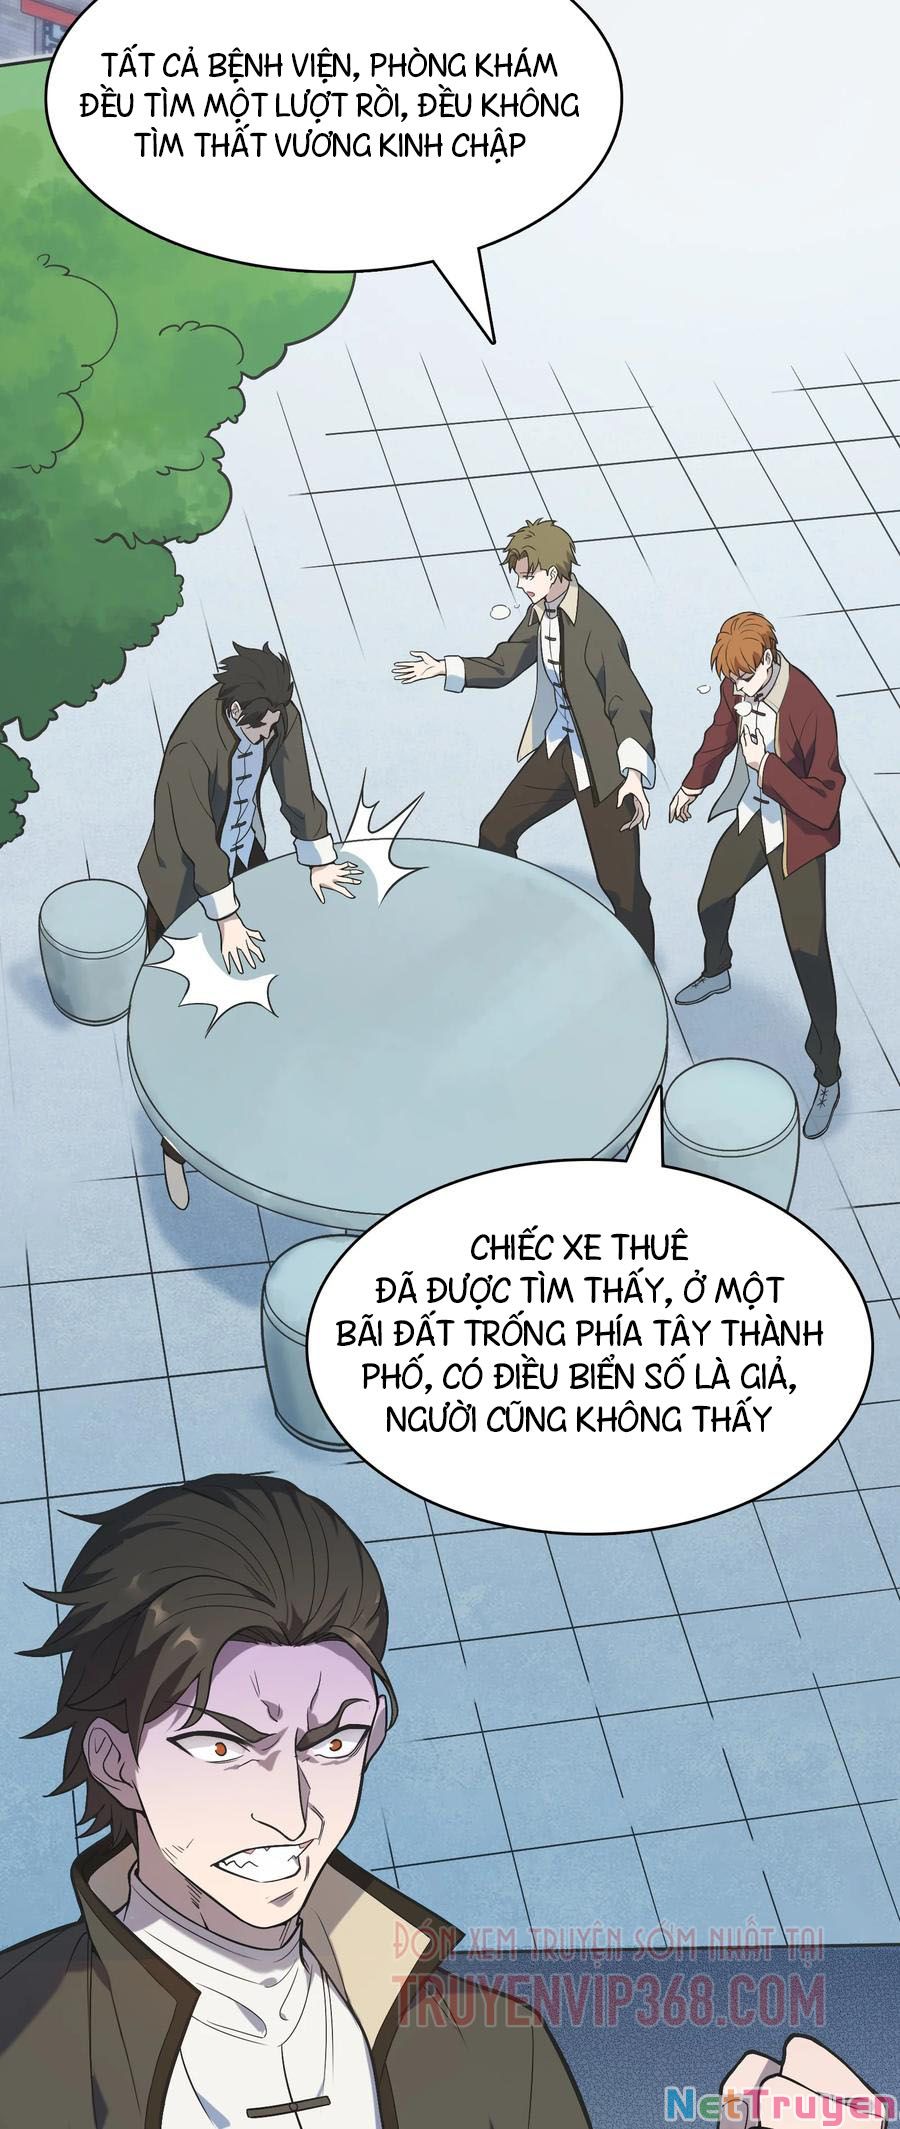 TẤT CẢ BỆNH VIỆN, PHÒNG KHÁM
ĐỀU TÌM MỘT LƯỢT RỒI, ĐỀU KHÔNG
TÌM THẤT VƯƠNG KINH CHẬP
CHIẾC XE THUÊ
ĐÃ ĐƯỢC TÌM THẤY, Ở MỘT
BÃI ĐẤT TRỐNG PHÍA TÂY THÀNH
PHỐ, CÓ ĐIỀU BIỂN SỐ LÀ GIẢ,
NGƯỜI CŨNG KHÔNG THẤY
ĐÓN XEM TRUYỆN SỚM NHẤT TẠI
TRUYENVIP368.COM
NetTruyen